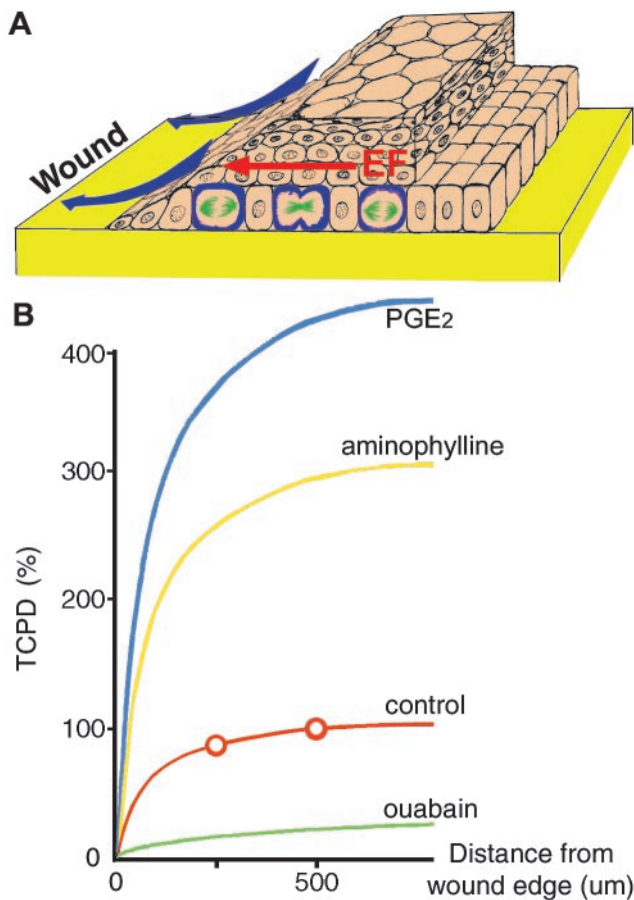 A
Wound
EF
B
PGE2
400
aminophylline
300
TCPD (%)
200
control
100
ouabain
0
Distance from
wound edge (um)
0
500